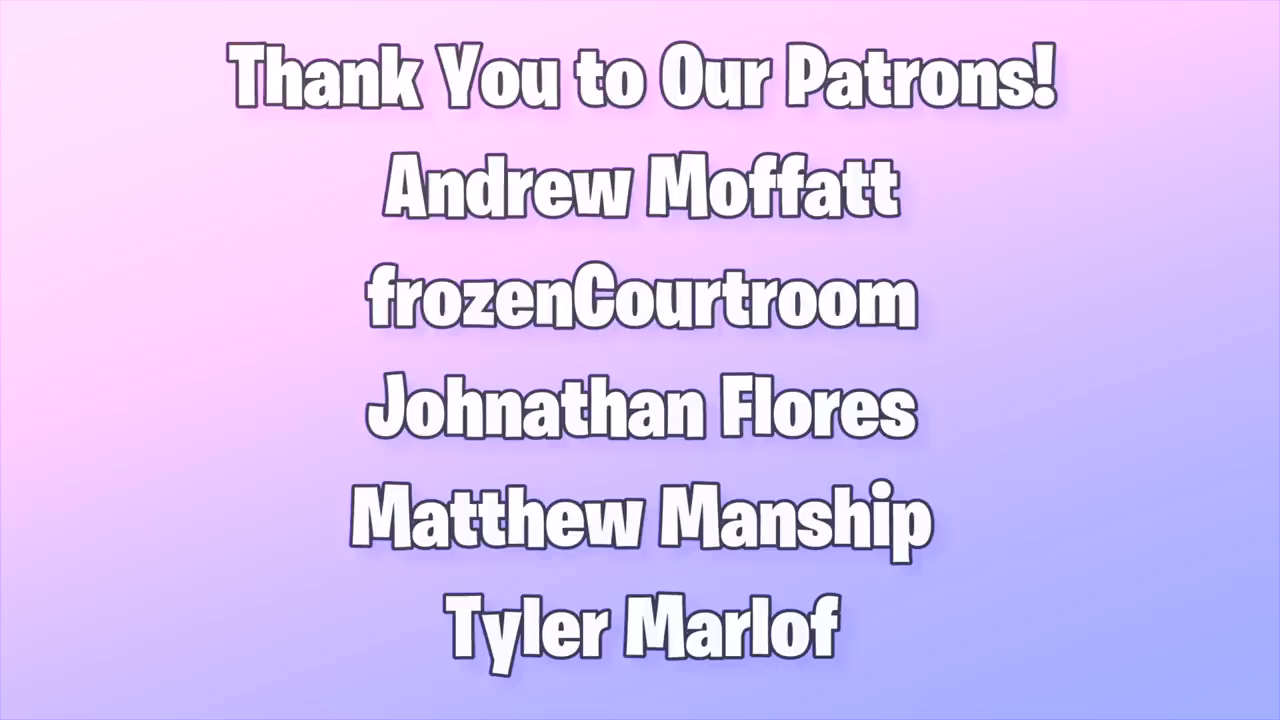 Thank You to Our Patrons!
Andrew Moffatt
frozenCourtroom
Johnathan Flores
Matthew Manship
Tyler Marlof